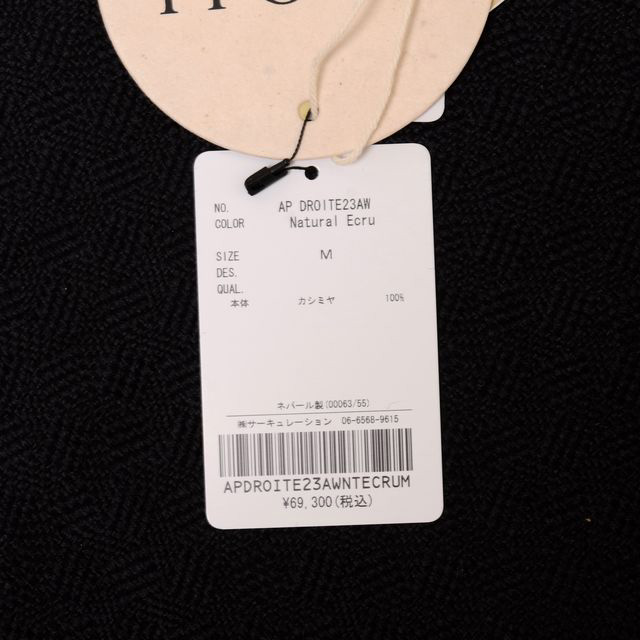 NO. AP DROITE23AW
COLOR Natural Ecru
SIZE M
DES.
QUAL.
本体 カシミヤ 100%
ネパール製(00063/55)
㈱サーキュレーション 06-6568-9615
APDROITE23AWNTECRUM
¥69,300(税込)